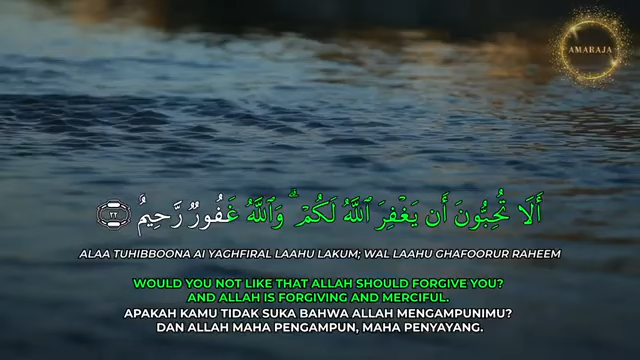 AMARAJA
أَلَا تُحِبُّونَ أَن يَغْفِرَ ٱللَّهُ لَكُمْ ۗ وَٱللَّهُ غَفُورٌ رَّحِيمٌ ٢٢
ALAA TUHIBBOONA AI YAGHFIRAL LAAHU LAKUM; WAL LAAHU GHAFOORUR RAHEEM
WOULD YOU NOT LIKE THAT ALLAH SHOULD FORGIVE YOU?
AND ALLAH IS FORGIVING AND MERCIFUL.
APAKAH KAMU TIDAK SUKA BAHWA ALLAH MENGAMPUNIMU?
DAN ALLAH MAHA PENGAMPUN, MAHA PENYAYANG.